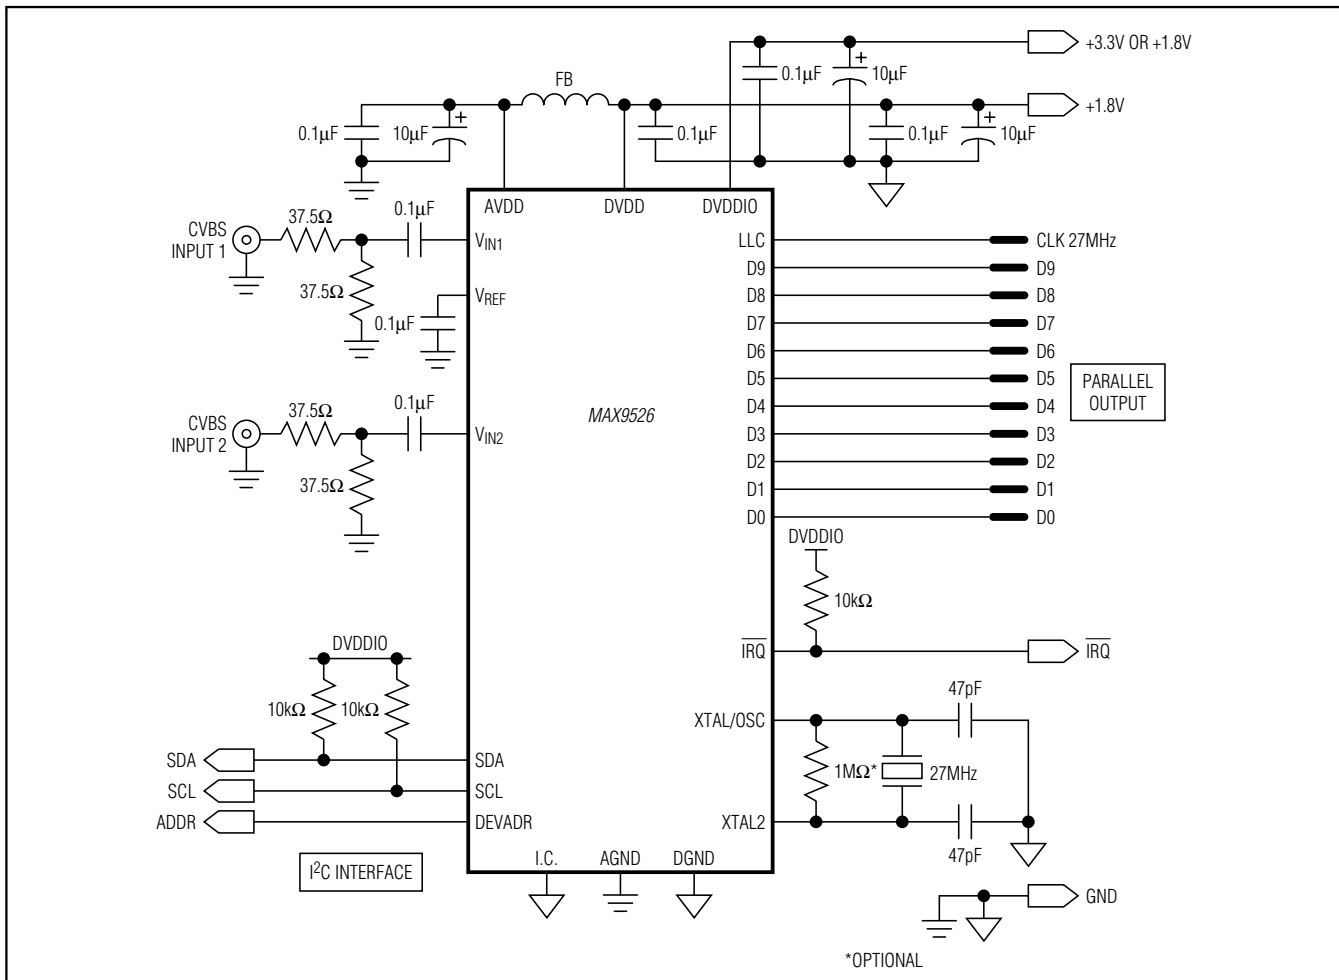 +3.3V OR +1.8V
0.1µF
+
10µF
FB
+1.8V
0.1µF
10µF
+
0.1µF
0.1µF
+
10µF
AVDD
DVDD
DVDDIO
CVBS
INPUT 1
37.5Ω
0.1µF
VIN1
37.5Ω
VREF
0.1µF
CVBS
INPUT 2
37.5Ω
0.1µF
VIN2
37.5Ω
MAX9526
LLC
CLK 27MHz
D9
D9
D8
D8
D7
D7
D6
D6
D5
D5
D4
D4
D3
D3
D2
D2
D1
D1
D0
D0
PARALLEL
OUTPUT
DVDDIO
10kΩ
IRQ
IRQ
DVDDIO
10kΩ
10kΩ
SDA
SDA
SCL
SCL
ADDR
DEVADR
I2C INTERFACE
XTAL/OSC
47pF
1MΩ*
27MHz
XTAL2
47pF
I.C.
AGND
DGND
GND
*OPTIONAL